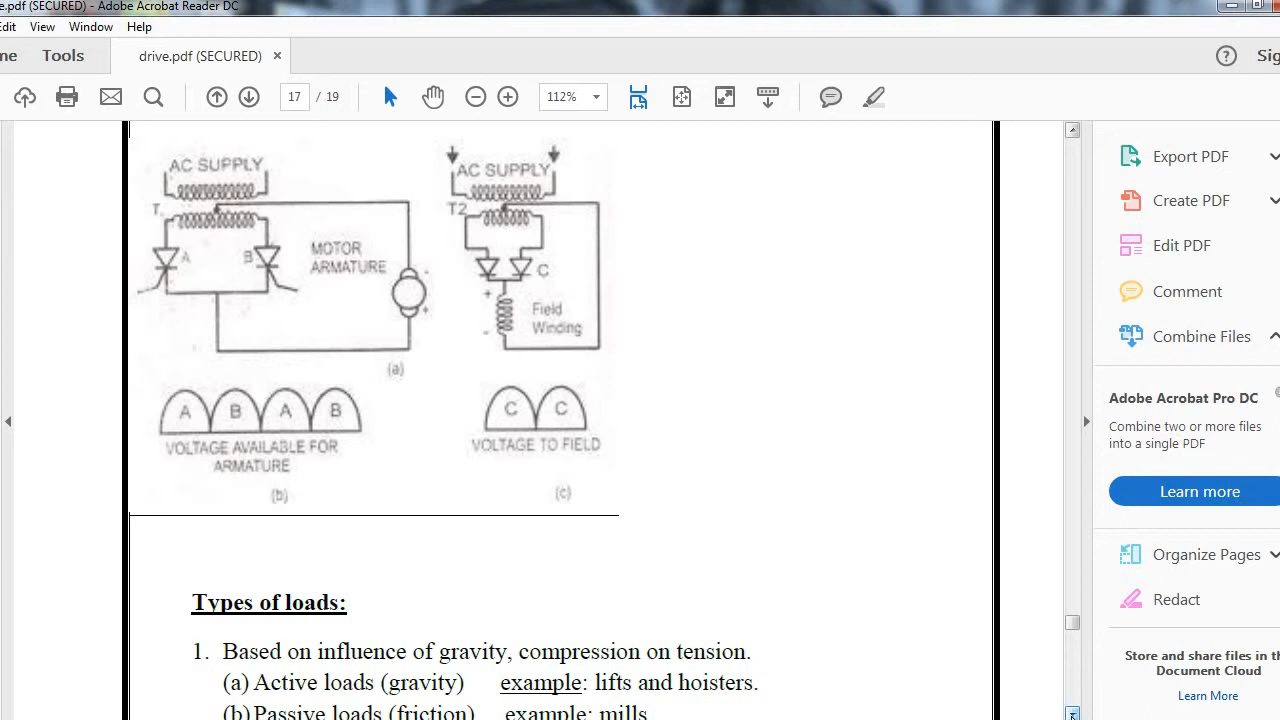 e.pdf (SECURED) - Adobe Acrobat Reader DC
Edit View Window Help
me Tools drive.pdf (SECURED) × Sig
17 / 19 112%
AC SUPPLY
T.
A B
MOTOR
ARMATURE
-
+
(a)
AC SUPPLY
T2
C
+
Field
Winding
-
A B A B
VOLTAGE AVAILABLE FOR
ARMATURE
(b)
C C
VOLTAGE TO FIELD
(c)
Types of loads:
1. Based on influence of gravity, compression on tension.
(a) Active loads (gravity) example: lifts and hoisters.
(b) Passive loads (friction) example: mills
Export PDF
Create PDF
Edit PDF
Comment
Combine Files
Adobe Acrobat Pro DC
Combine two or more files
into a single PDF
Learn more
Organize Pages
Redact
Store and share files in th
Document Cloud
Learn More